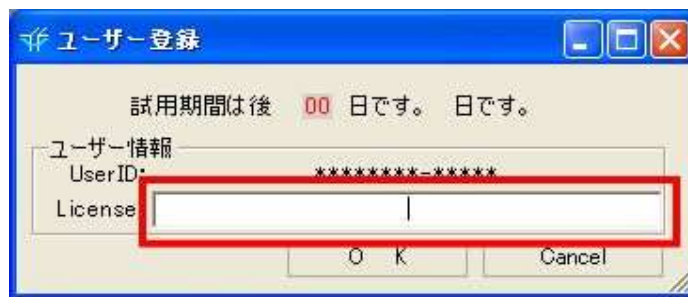 ユーザー登録
試用期間は後 00 日です。 日です。
ユーザー情報
UserID: ********-*****
License
O K Cancel